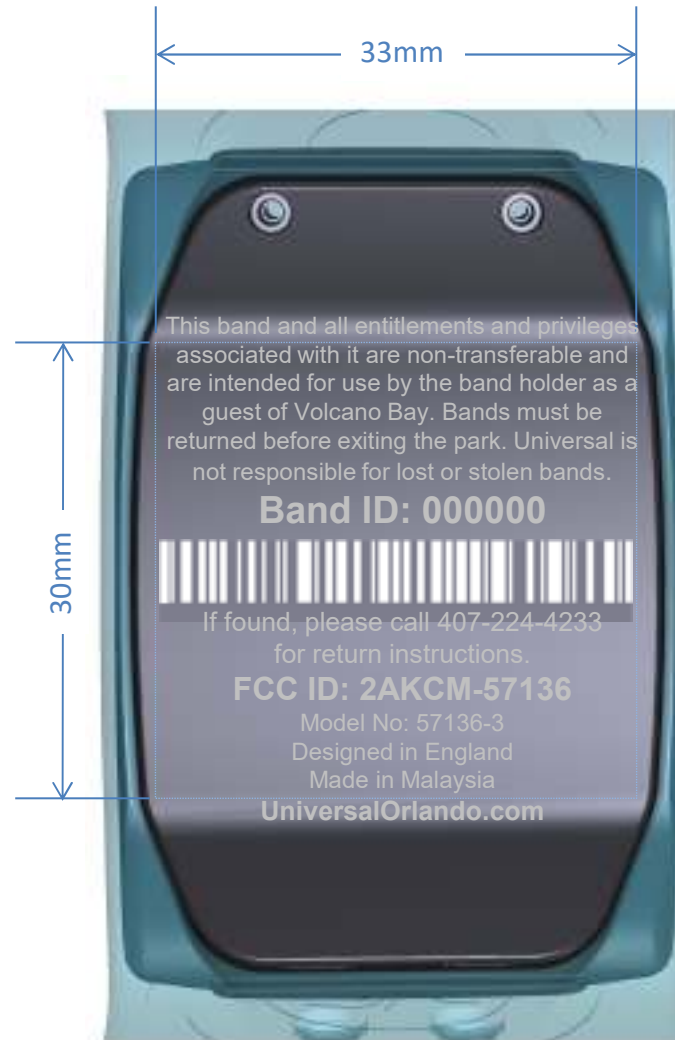 33mm
This band and all entitlements and privileges
associated with it are non-transferable and
are intended for use by the band holder as a
guest of Volcano Bay. Bands must be
returned before exiting the park. Universal is
not responsible for lost or stolen bands.
Band ID: 000000
30mm
If found, please call 407-224-4233
for return instructions.
FCC ID: 2AKCM-57136
Model No: 57136-3
Designed in England
Made in Malaysia
UniversalOrlando.com